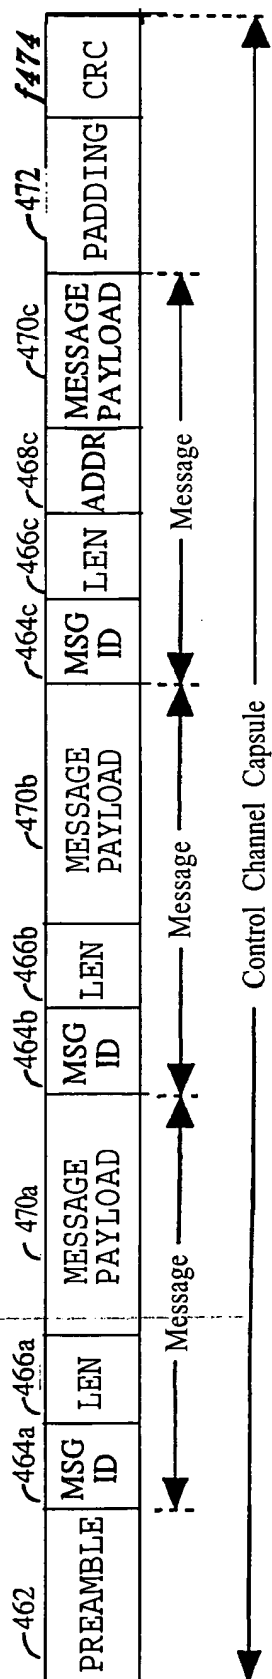 462
464a
466a
470a
464b
466b
470b
464c
466c
468c
470c
472
f474
PREAMBLE
MSG
ID
LEN
MESSAGE
PAYLOAD
MSG
ID
LEN
MESSAGE
PAYLOAD
MSG
ID
LEN
ADDR
MESSAGE
PAYLOAD
PADDING
CRC
Message
Message
Message
Control Channel Capsule